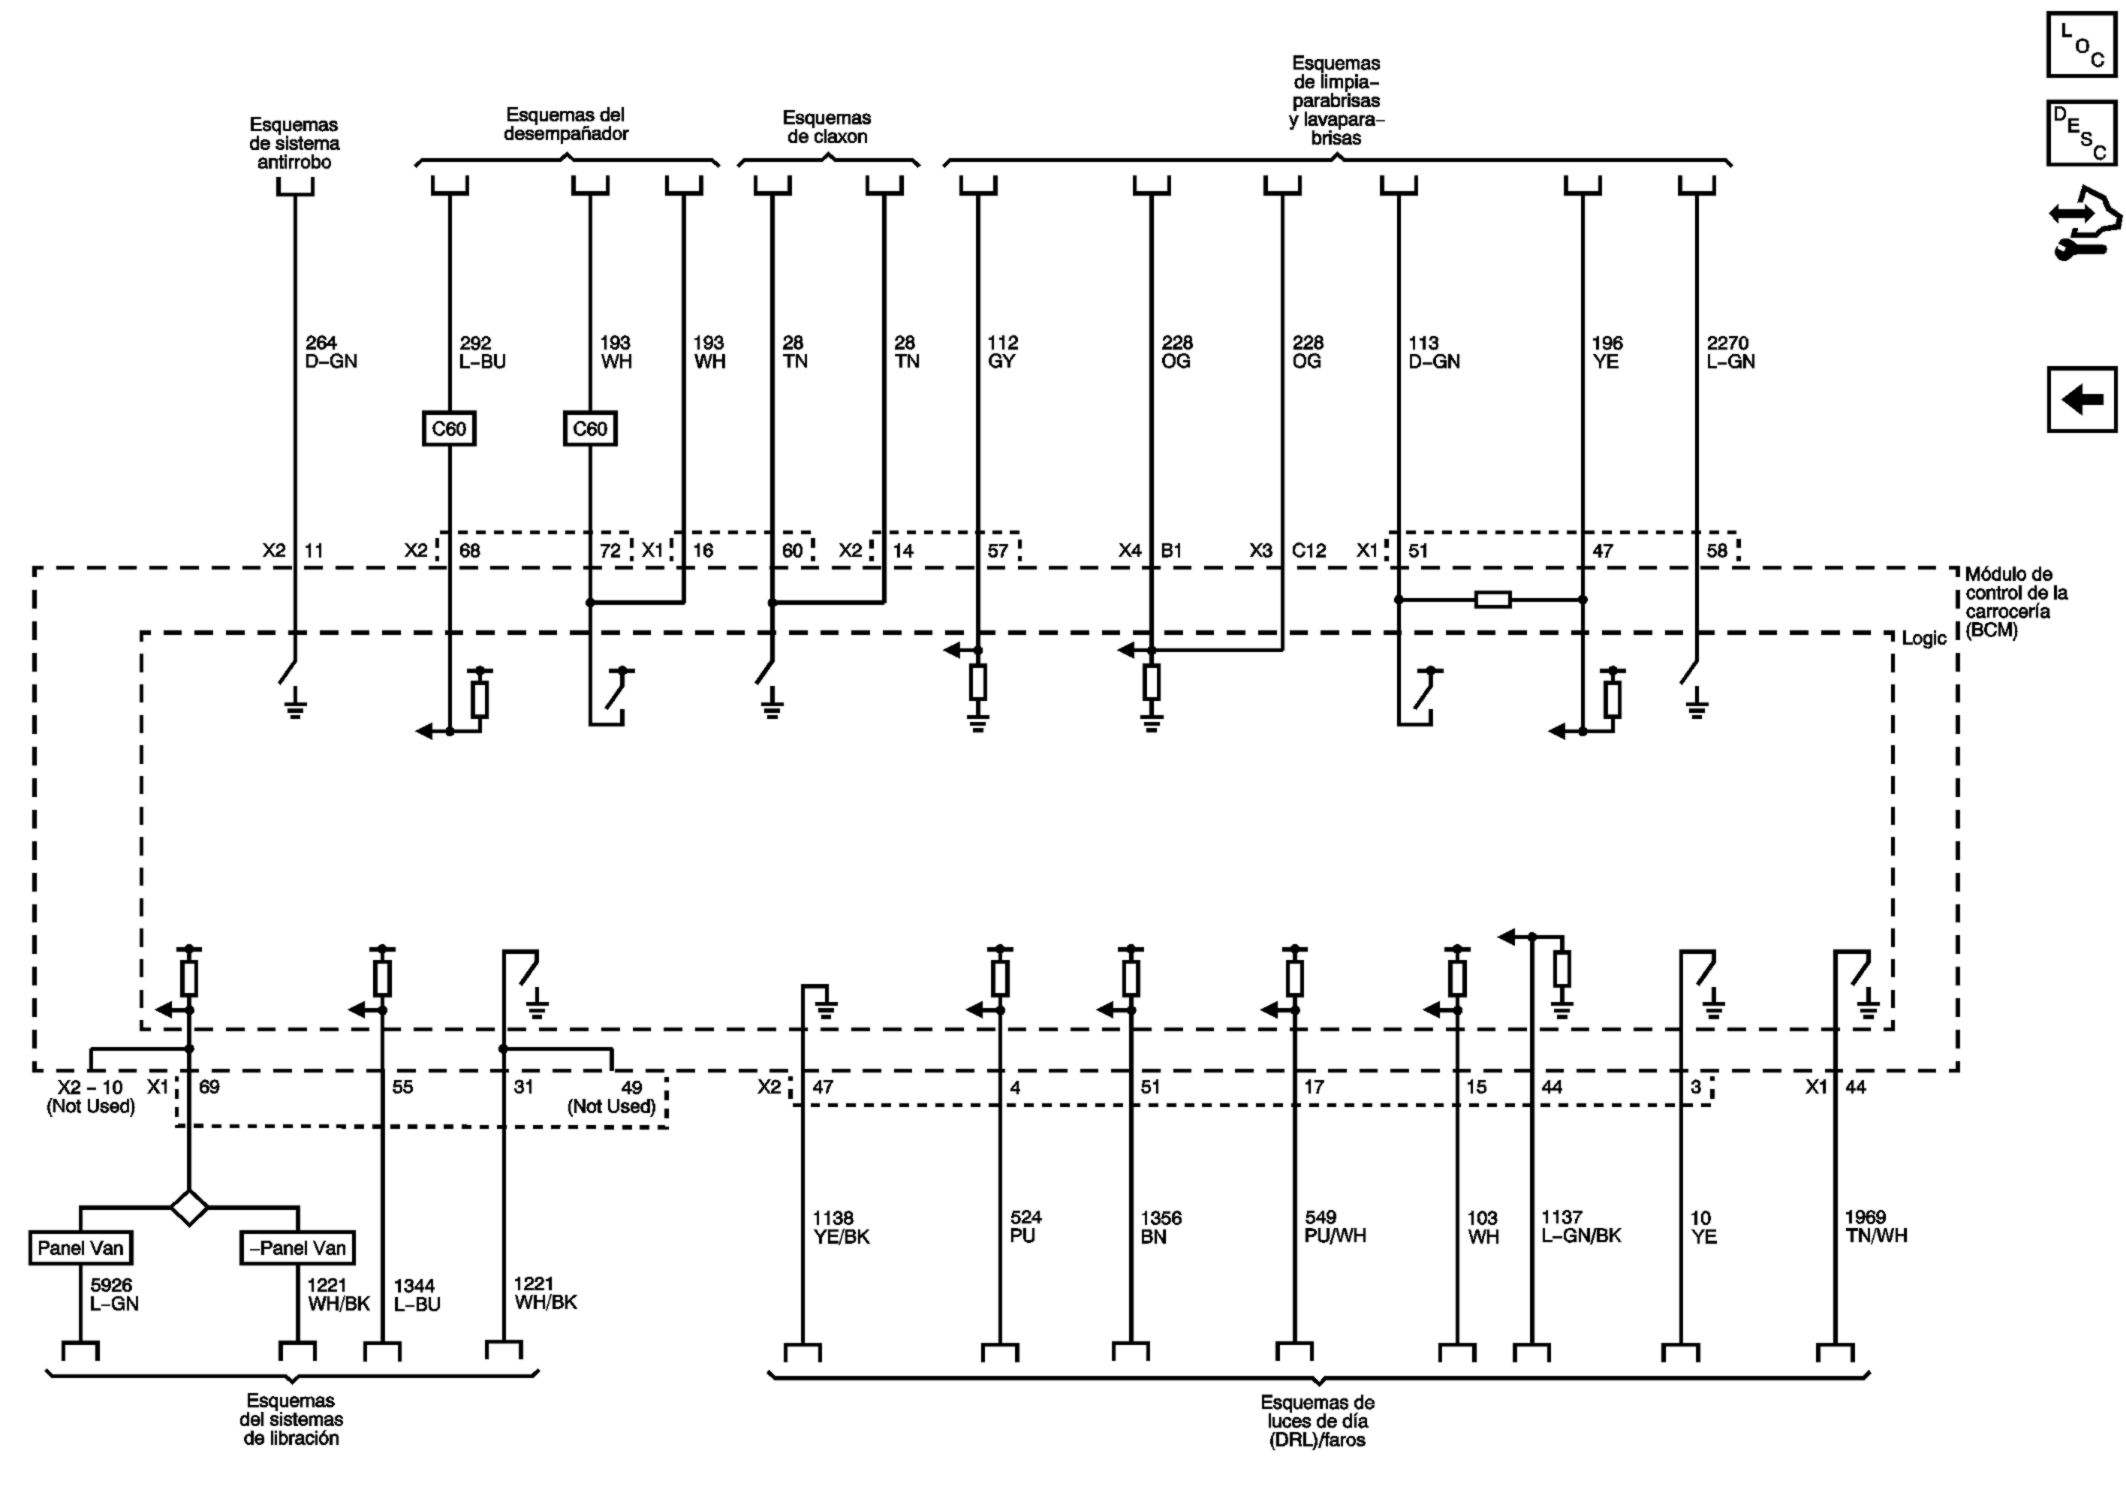 L
O
C
D
E
S
C
Esquemas
de sistema
antirrobo
Esquemas del
desempañador
Esquemas
de claxon
Esquemas
de limpia–
parabrisas
y lavapara–
brisas
264
D–GN
292
L–BU
193
WH
193
WH
28
TN
28
TN
112
GY
228
OG
228
OG
113
D–GN
196
YE
2270
L–GN
C60
C60
X2 11
X2 68
72
X1 16
60
X2 14
57
X4 B1
X3 C12
X1 51
47
58
Módulo de
control de la
carrocería
(BCM)
Logic
X2 – 10
(Not Used)
X1 69
55
31
49
(Not Used)
X2 47
4
51
17
15
44
3
X1 44
1138
YE/BK
524
PU
1356
BN
549
PU/WH
103
WH
1137
L–GN/BK
10
YE
1969
TN/WH
Panel Van
–Panel Van
5926
L–GN
1221
WH/BK
1344
L–BU
1221
WH/BK
Esquemas
del sistemas
de libración
Esquemas de
luces de día
(DRL)/faros